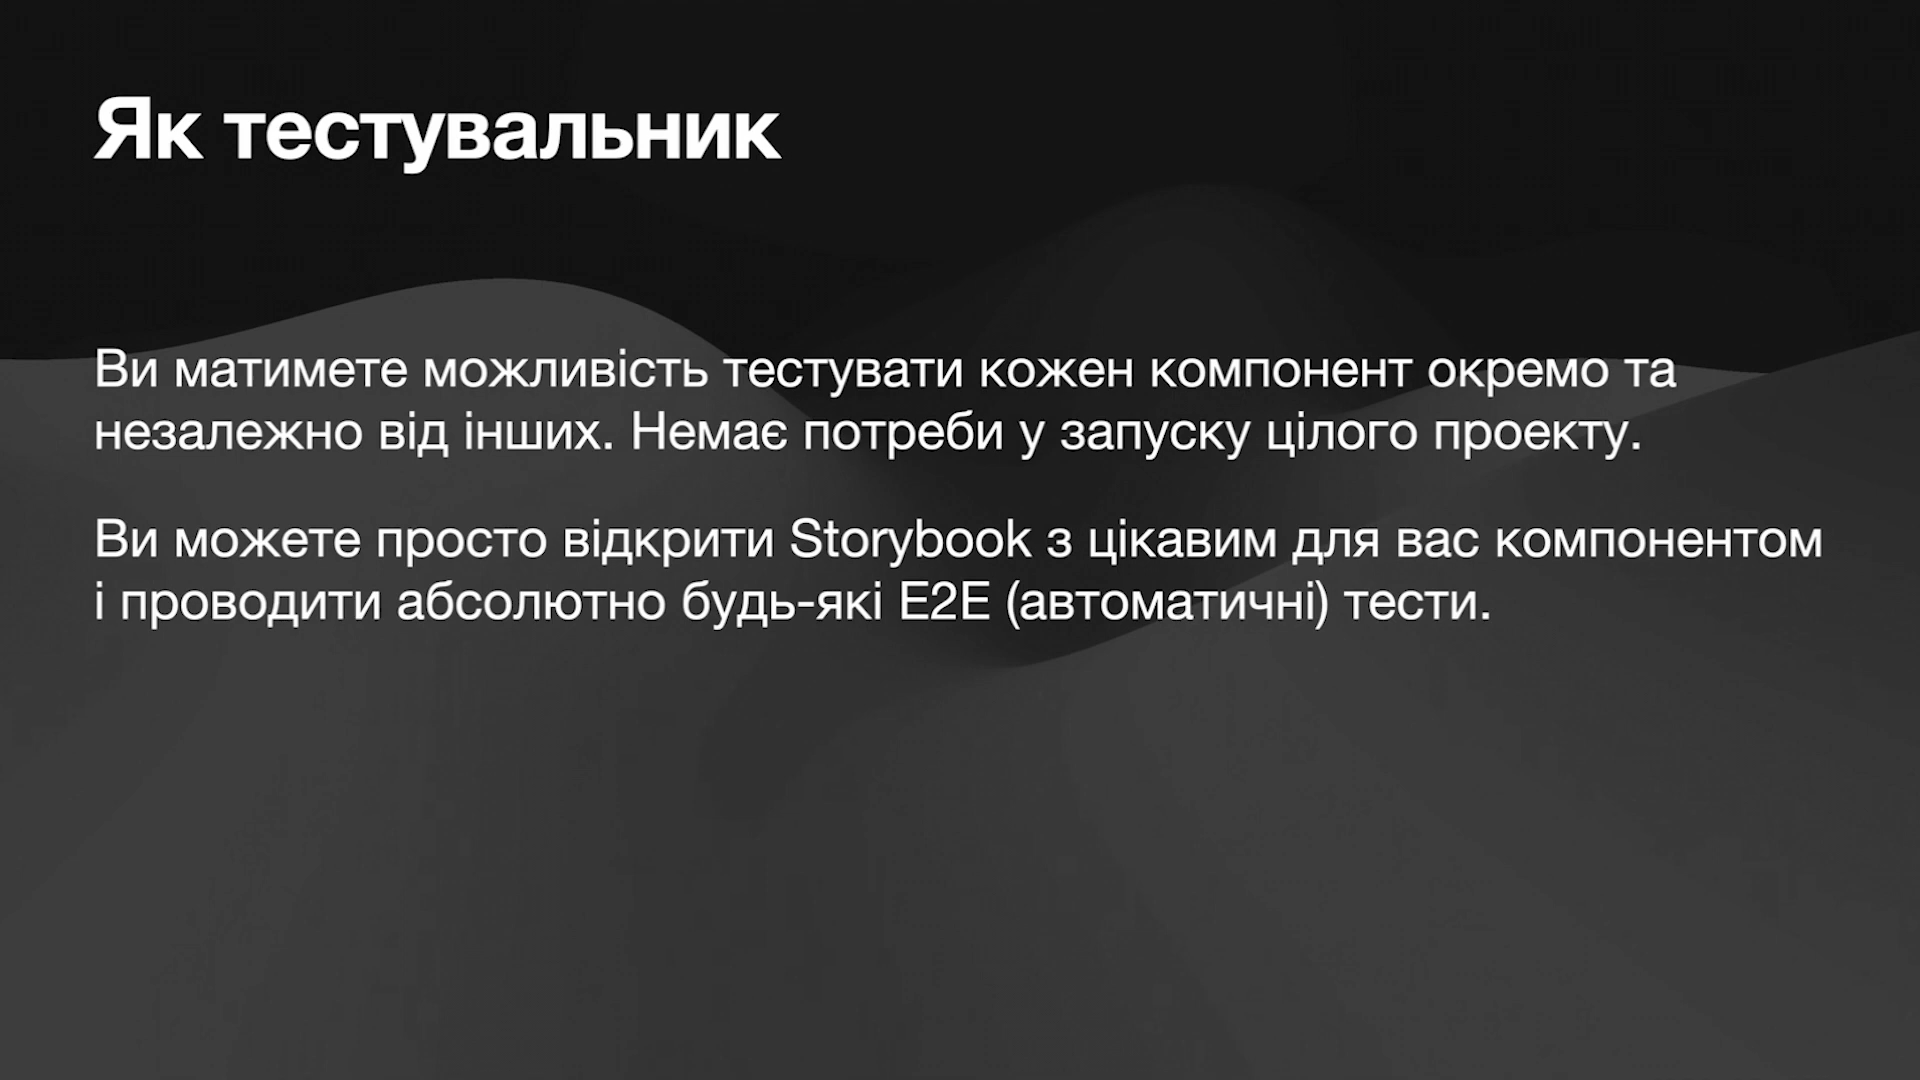 Як тестувальник
Ви матимете можливість тестувати кожен компонент окремо та
незалежно від інших. Немає потреби у запуску цілого проекту.
Ви можете просто відкрити Storybook з цікавим для вас компонентом
і проводити абсолютно будь-які E2E (автоматичні) тести.